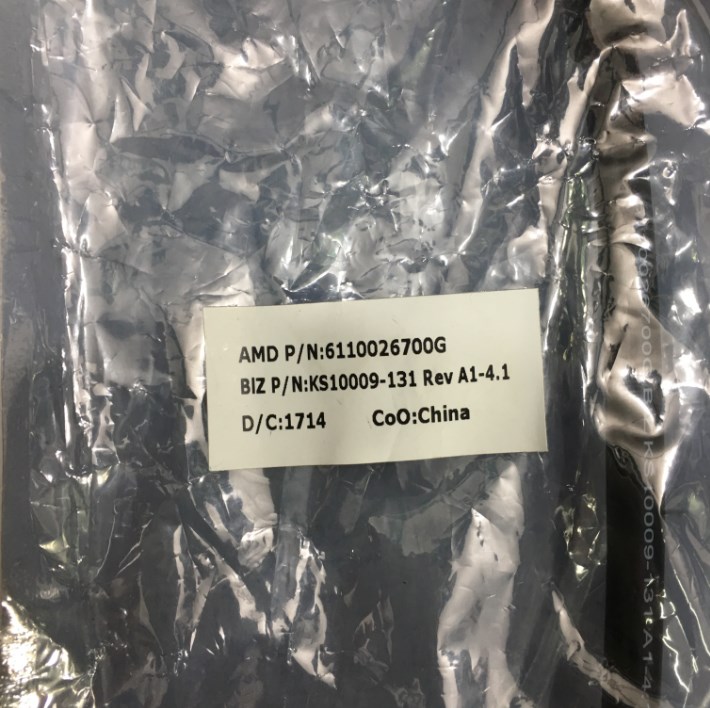 AMD P/N:6110026700G
BIZ P/N:KS10009-131 Rev A1-4.1
D/C:1714 CoO:China